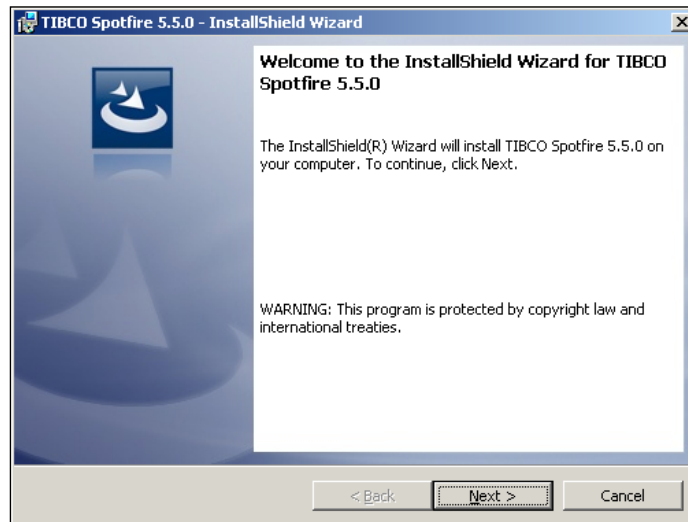 TIBCO Spotfire 5.5.0 - InstallShield Wizard
Welcome to the InstallShield Wizard for TIBCO
Spotfire 5.5.0
The InstallShield(R) Wizard will install TIBCO Spotfire 5.5.0 on
your computer. To continue, click Next.
WARNING: This program is protected by copyright law and
international treaties.
< Back
Next >
Cancel